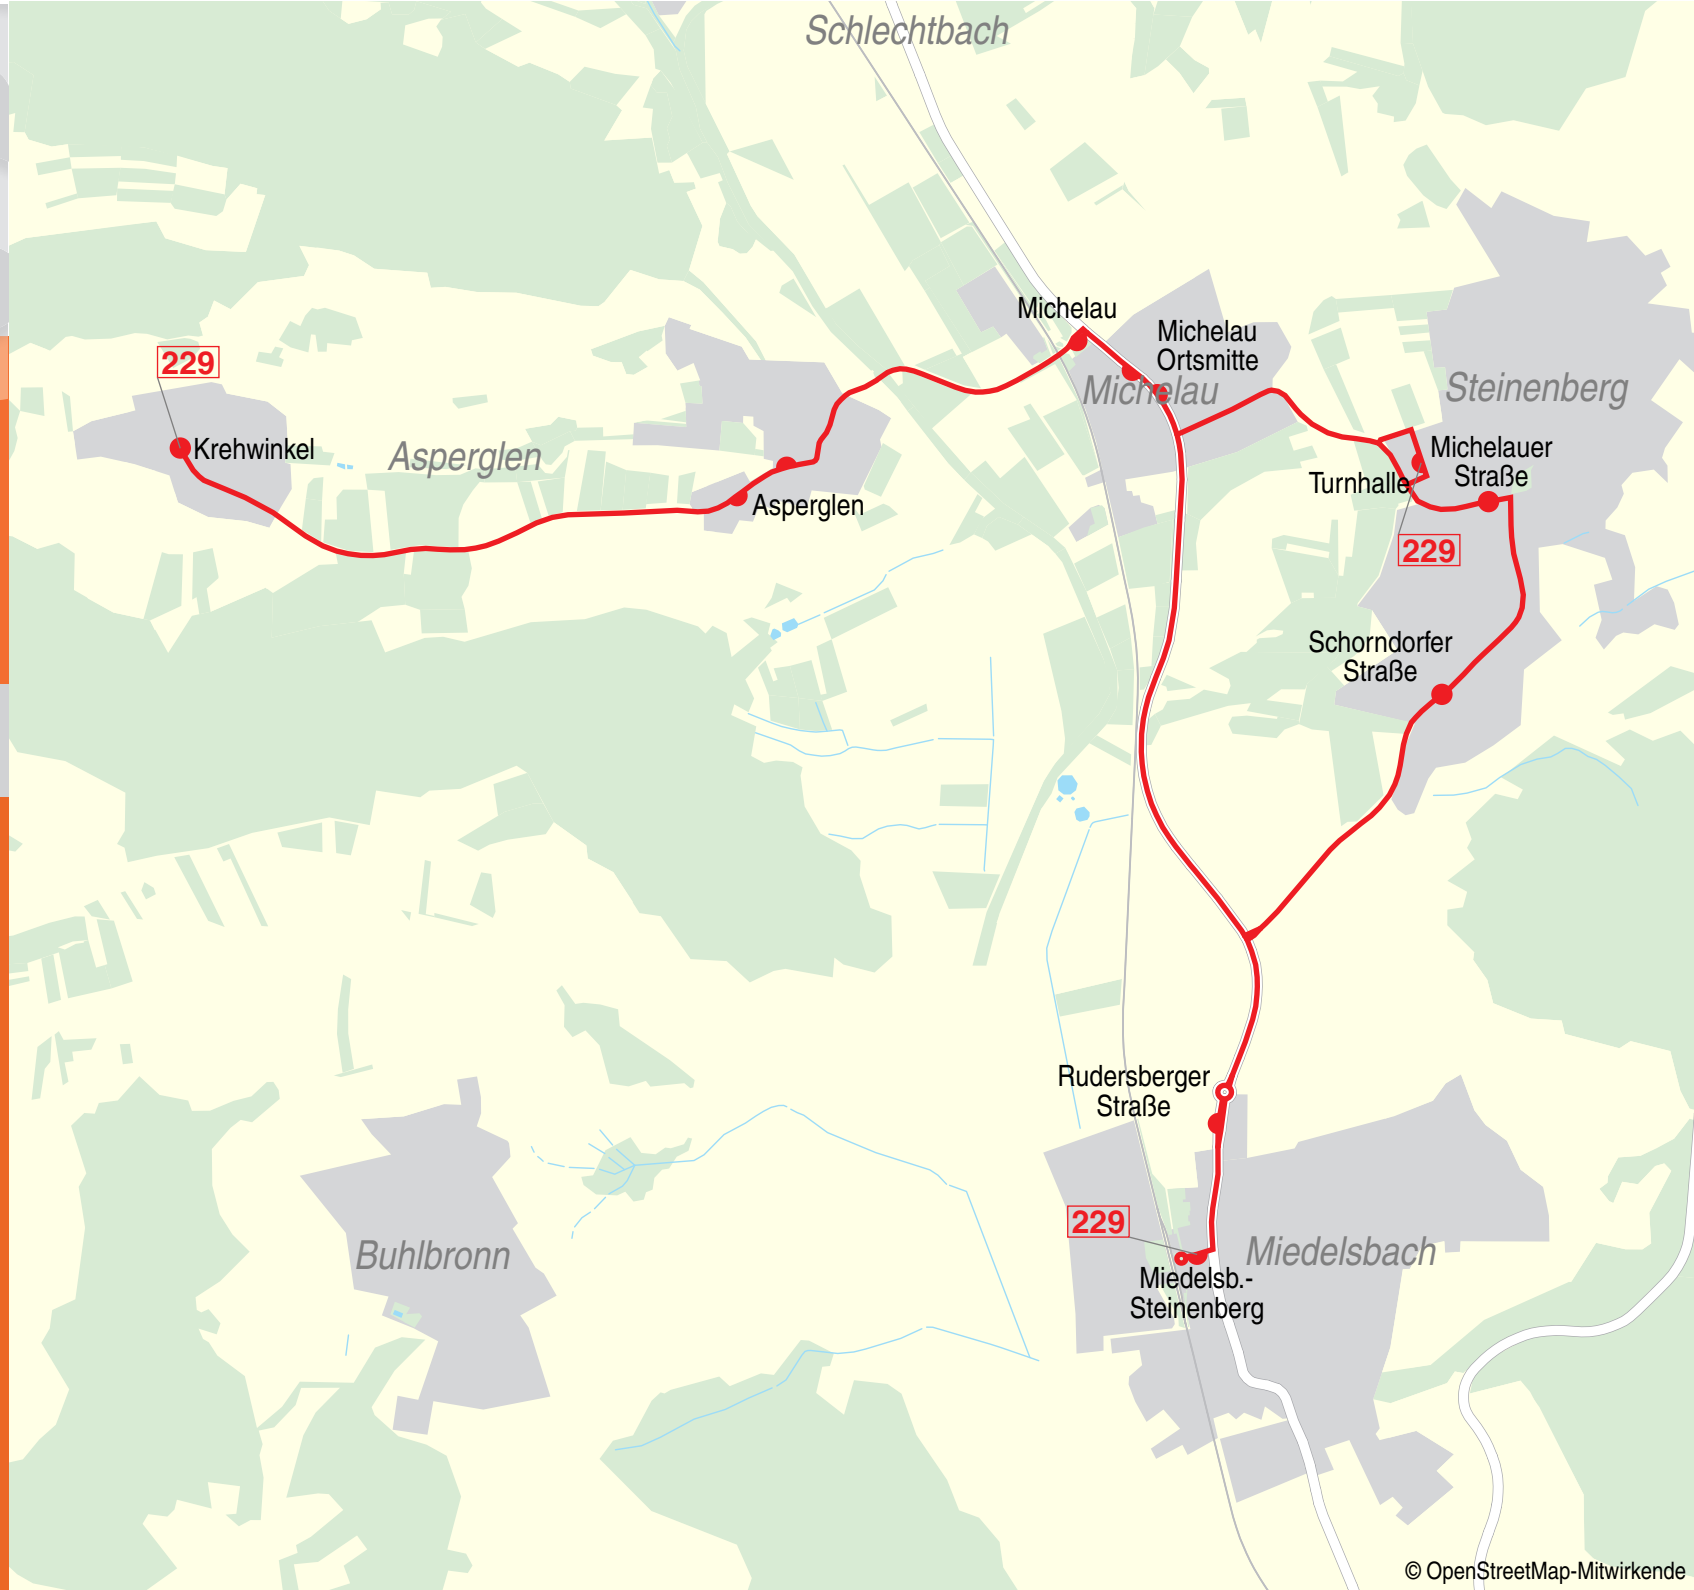 Schlechtbach
Michelau
Michelau
Ortsmitte
229
Michelau
Steinenberg
Krehwinkel
Asperglen
Michelauer
Straße
Turnhalle
Asperglen
229
Schorndorfer
Straße
Rudersberger
Straße
229
Buhlbronn
Miedelsbach
Miedelsb.-
Steinenberg
© OpenStreetMap-Mitwirkende